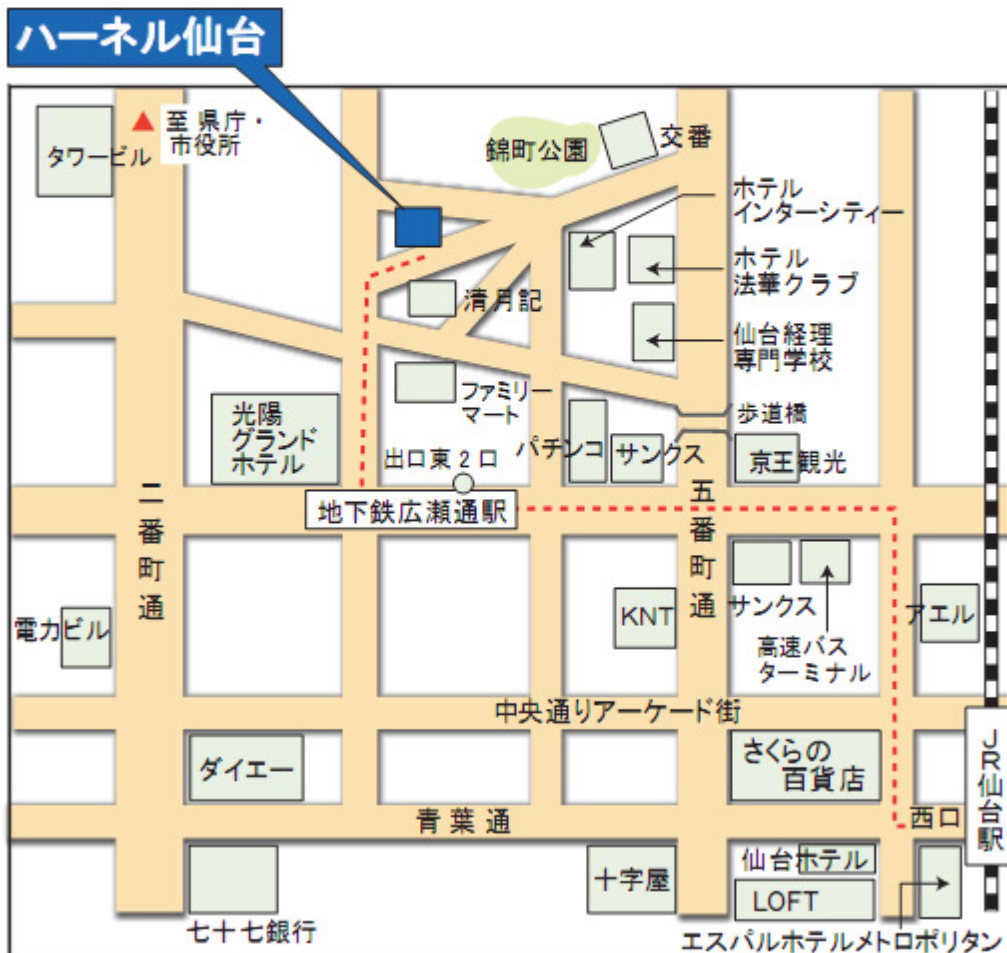 ハーネル仙台
タワービル
至 県庁・
市役所
錦町公園
交番
ホテル
インターシティー
ホテル
法華クラブ
清月記
仙台経理
専門学校
ファミリー
マート
歩道橋
光陽
グランド
ホテル
出口東2口
パチンコ
サンクス
京王観光
地下鉄広瀬通駅
二番町通
五番町通
電力ビル
KNT
サンクス
高速バス
ターミナル
アエル
中央通りアーケード街
ダイエー
さくらの
百貨店
JR仙台駅
青葉通
西口
七十七銀行
十字屋
仙台ホテル
LOFT
エスパルホテルメトロポリタン